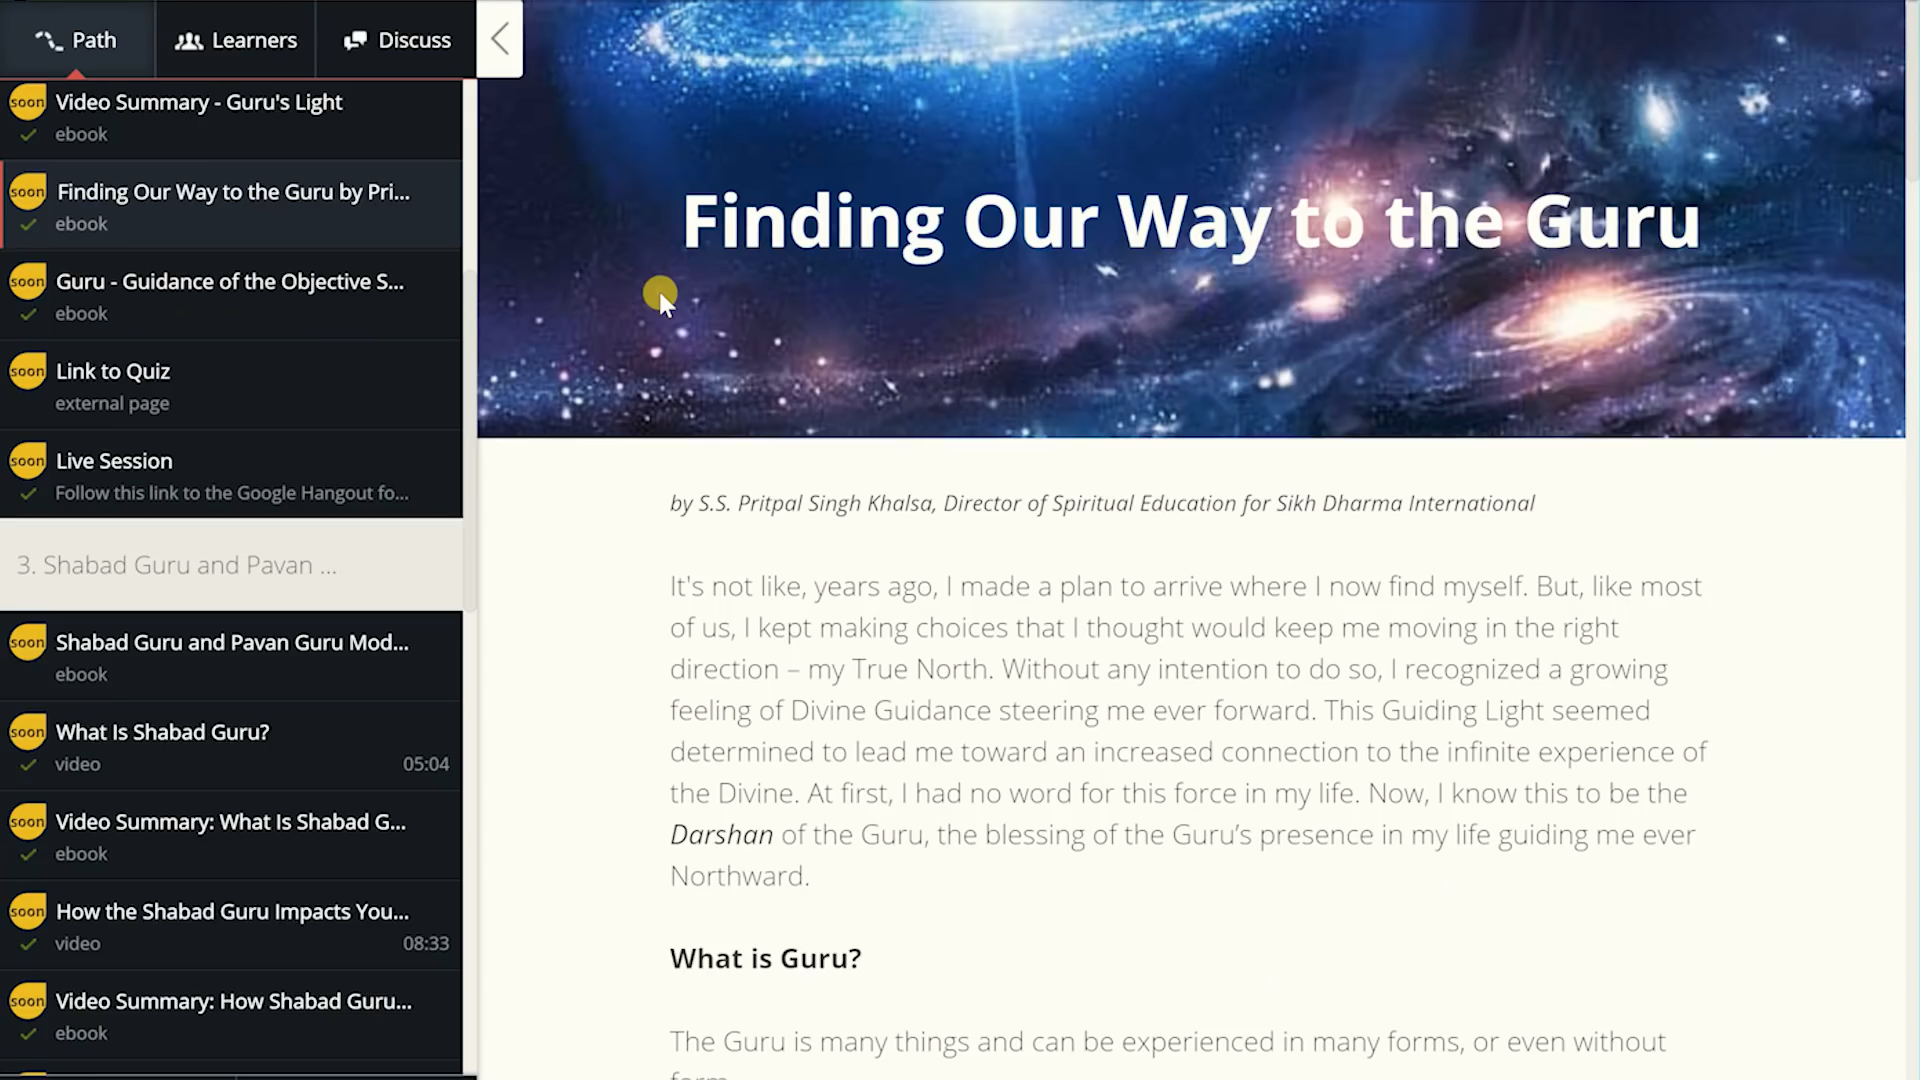 Path
Learners
Discuss
soon
Video Summary - Guru's Light
ebook
soon
Finding Our Way to the Guru by Pri...
ebook
soon
Guru - Guidance of the Objective S...
ebook
soon
Link to Quiz
external page
soon
Live Session
Follow this link to the Google Hangout fo...
3. Shabad Guru and Pavan ...
soon
Shabad Guru and Pavan Guru Mod...
ebook
soon
What Is Shabad Guru?
video 05:04
soon
Video Summary: What Is Shabad G...
ebook
soon
How the Shabad Guru Impacts You...
video 08:33
soon
Video Summary: How Shabad Guru...
ebook
Finding Our Way to the Guru
by S.S. Pritpal Singh Khalsa, Director of Spiritual Education for Sikh Dharma International
It's not like, years ago, I made a plan to arrive where I now find myself. But, like most
of us, I kept making choices that I thought would keep me moving in the right
direction – my True North. Without any intention to do so, I recognized a growing
feeling of Divine Guidance steering me ever forward. This Guiding Light seemed
determined to lead me toward an increased connection to the infinite experience of
the Divine. At first, I had no word for this force in my life. Now, I know this to be the
Darshan of the Guru, the blessing of the Guru’s presence in my life guiding me ever
Northward.
What is Guru?
The Guru is many things and can be experienced in many forms, or even without